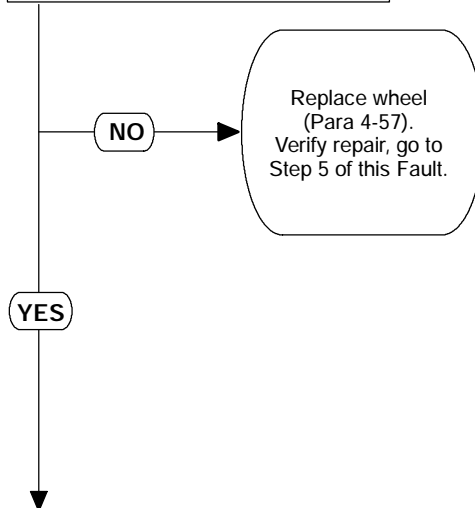 Replace wheel
(Para 4-57).
NO
Verify repair, go to
Step 5 of this Fault.
YES